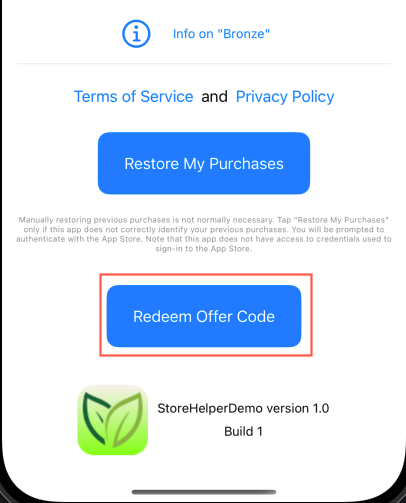 Info on "Bronze"
Terms of Service and Privacy Policy
Restore My Purchases
Manually restoring previous purchases is not normally necessary. Tap "Restore My Purchases"
only if this app does not correctly identify your previous purchases. You will be prompted to
authenticate with the App Store. Note that this app does not have access to credentials used to
sign-in to the App Store.
Redeem Offer Code
StoreHelperDemo version 1.0
Build 1